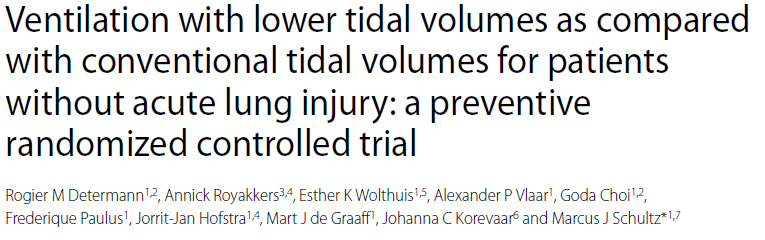 Ventilation with lower tidal volumes as compared
with conventional tidal volumes for patients
without acute lung injury: a preventive
randomized controlled trial
Rogier M Determann1,2, Annick Royakkers3,4, Esther K Wolthuis1,5, Alexander P Vlaar1, Goda Choi1,2,
Frederique Paulus1, Jorrit-Jan Hofstra1,4, Mart J de Graaff1, Johanna C Korevaar6 and Marcus J Schultz*1,7